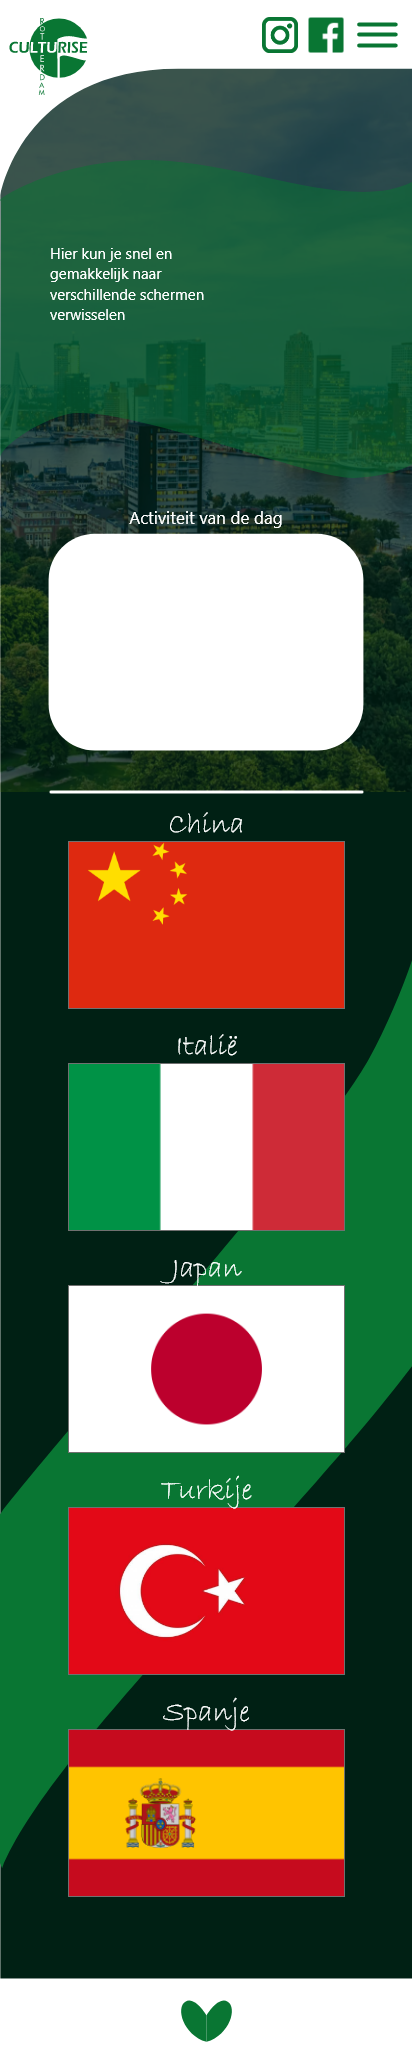 ROTTERDAM
CULTURISE
Hier kun je snel en
gemakkelijk naar
verschillende schermen
verwisselen
Activiteit van de dag
China
Italië
Japan
Turkije
Spanje